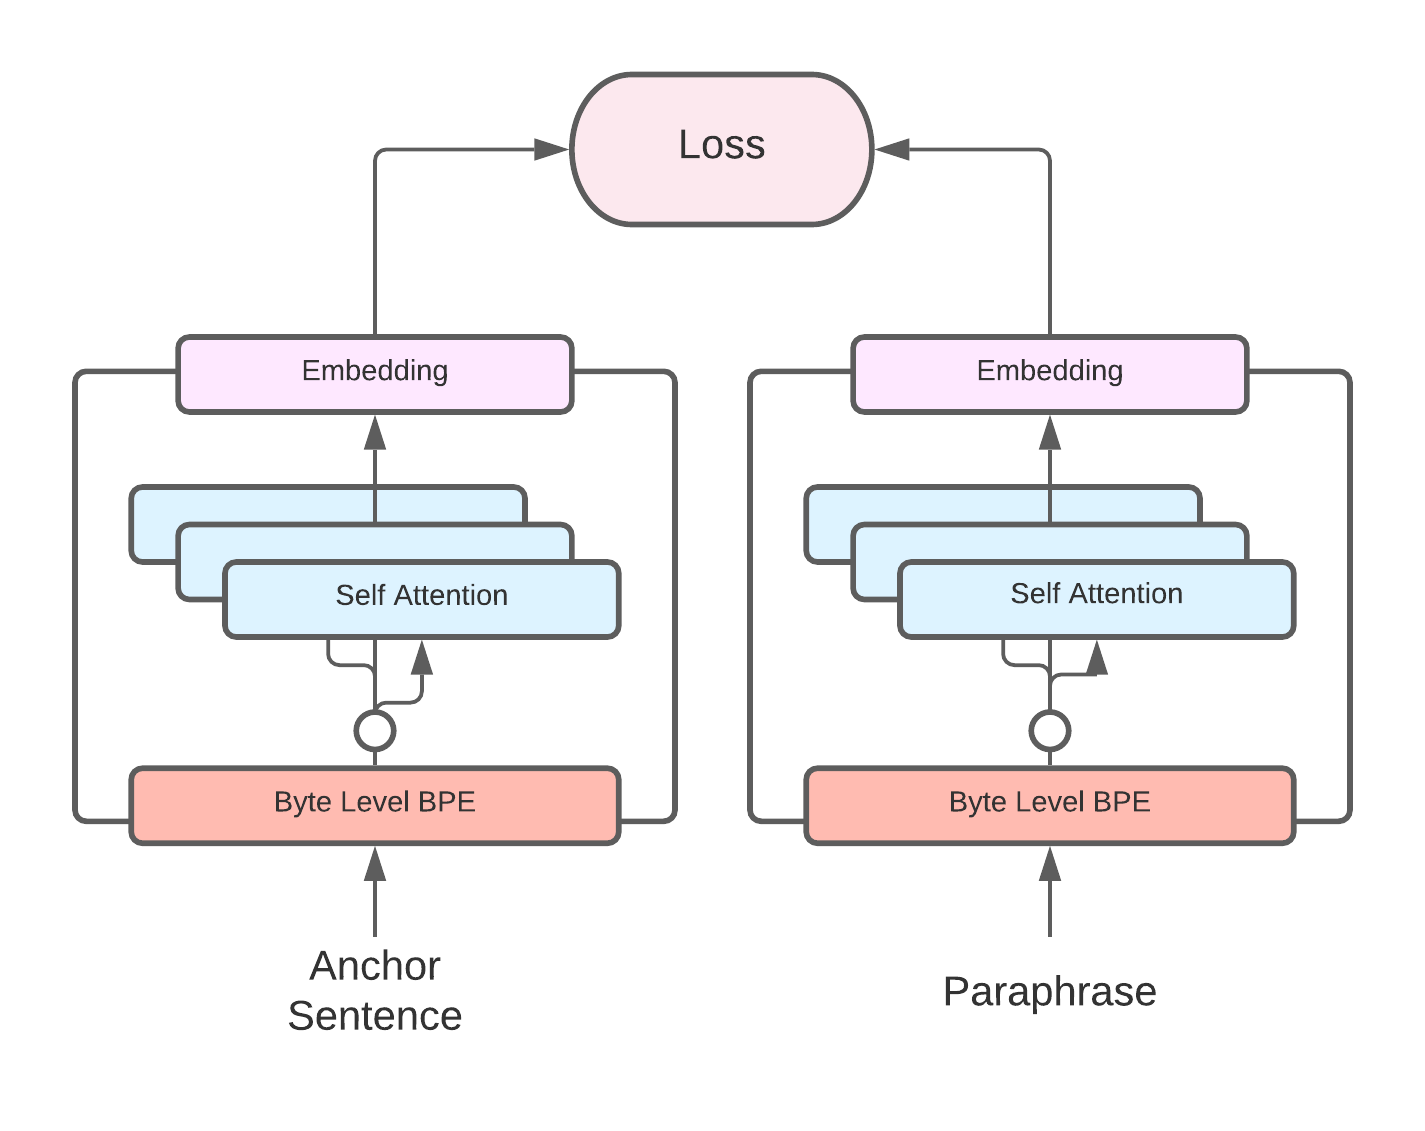 Loss
Embedding
Embedding
Self Attention
Self Attention
Byte Level BPE
Byte Level BPE
Anchor
Sentence
Paraphrase